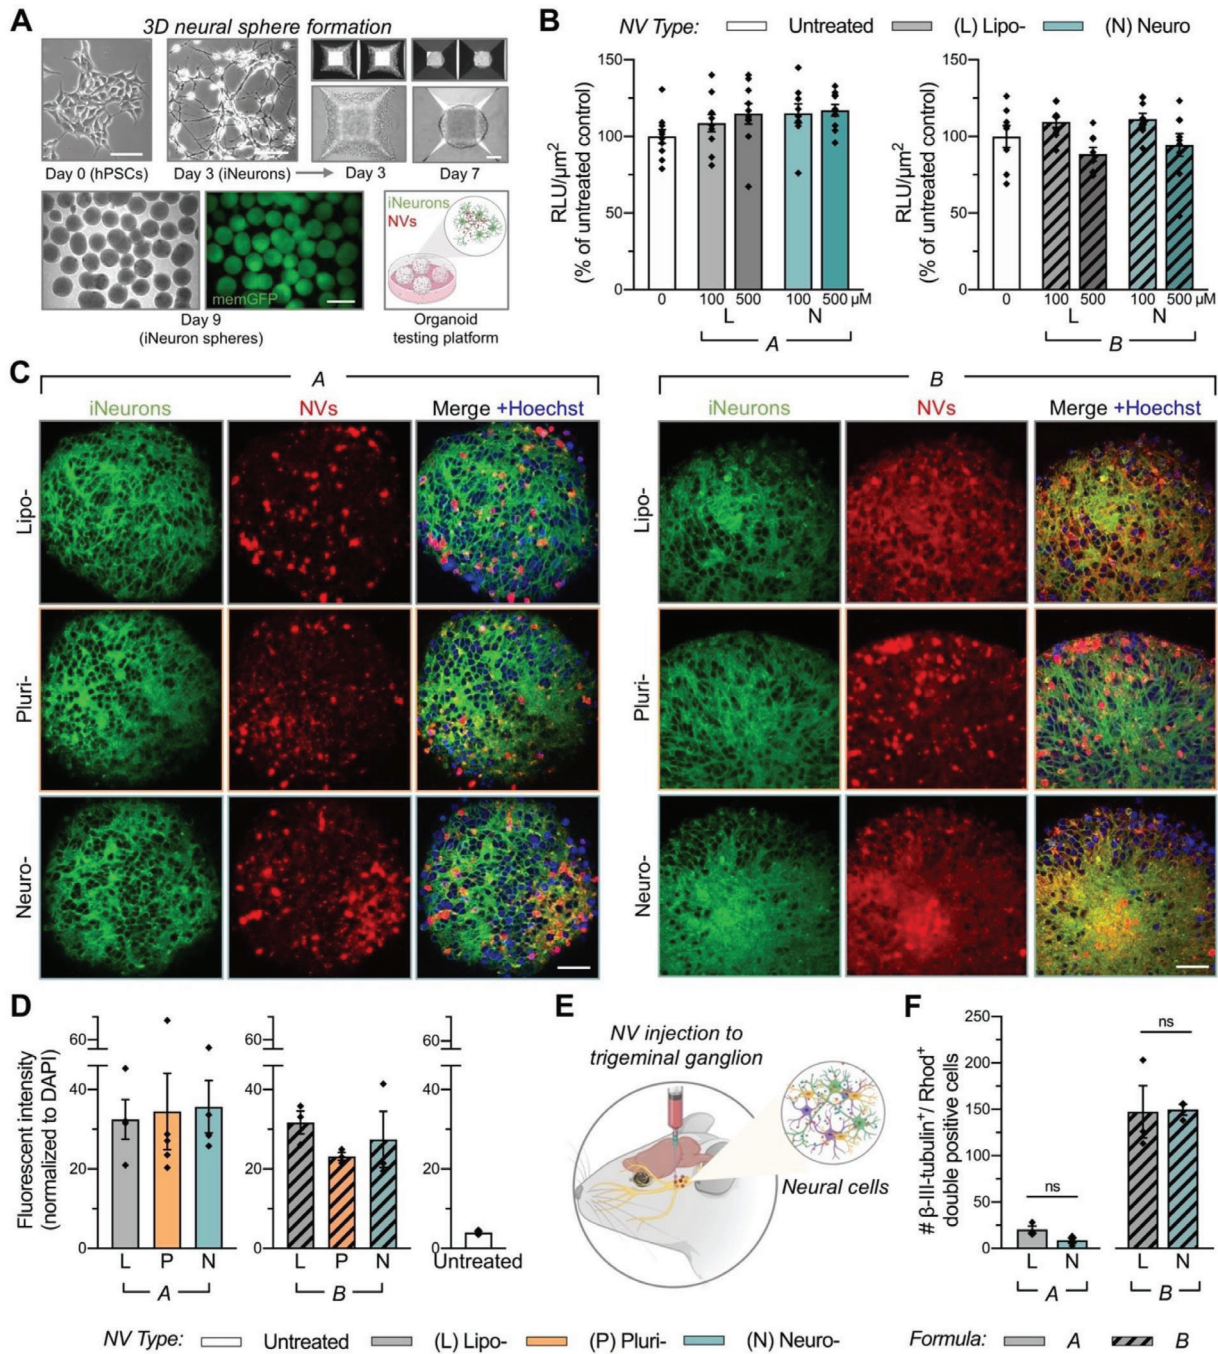 A
3D neural sphere formation
Day 0 (hPSCs)
Day 3 (iNeurons)
Day 3
Day 7
memGFP
iNeurons
NVs
Day 9
(iNeuron spheres)
Organoid
testing platform
B
NV Type: Untreated (L) Lipo- (N) Neuro
RLU/µm²
(% of untreated control)
150
100
50
0
0 100 500 100 500 µM
L N
A
RLU/µm²
(% of untreated control)
150
100
50
0
0 100 500 100 500 µM
L N
B
C
A
iNeurons NVs Merge +Hoechst
Lipo-
Pluri-
Neuro-
B
iNeurons NVs Merge +Hoechst
Lipo-
Pluri-
Neuro-
D
Fluorescent intensity
(normalized to DAPI)
60
40
20
0
L P N
A
60
40
20
0
L P N
B
60
40
20
0
Untreated
E
NV injection to
trigeminal ganglion
Neural cells
F
# β-III-tubulin⁺/ Rhod⁺
double positive cells
250
200
150
100
50
0
ns
ns
L N
A
L N
B
NV Type: Untreated (L) Lipo- (P) Pluri- (N) Neuro-
Formula: A B